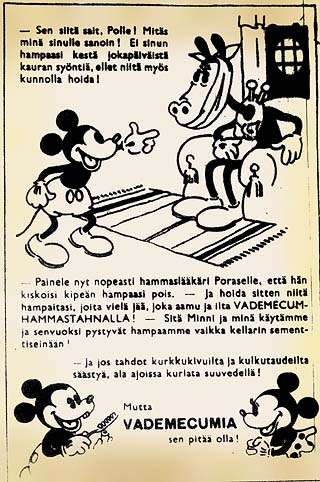 — Sen siitä sait, Polle! Mitäs
minä sinulle sanoin! Ei sinun
hampaasi kestä jokapäiväistä
kauran syöntiä, ellet niitä myös
kunnolla hoida!
— Painele nyt nopeasti hammaslääkäri Poraselle, että hän
kiskoisi kipeän hampaasi pois. — Ja hoida sitten niitä
hampaitasi, joita vielä jää, joka aamu ja ilta VADEMECUM-
HAMMASTAHNALLA! — Sitä Minni ja minä käytämme
ja senvuoksi pystyvät hampaamme vaikka kellarin sement-
tiseinään!
— Ja jos tahdot kurkkukivuilta ja kulkutaudeilta
säästyä, ala ajoissa kurlata suuvedellä!
Mutta
VADEMECUMIA
sen pitää olla!